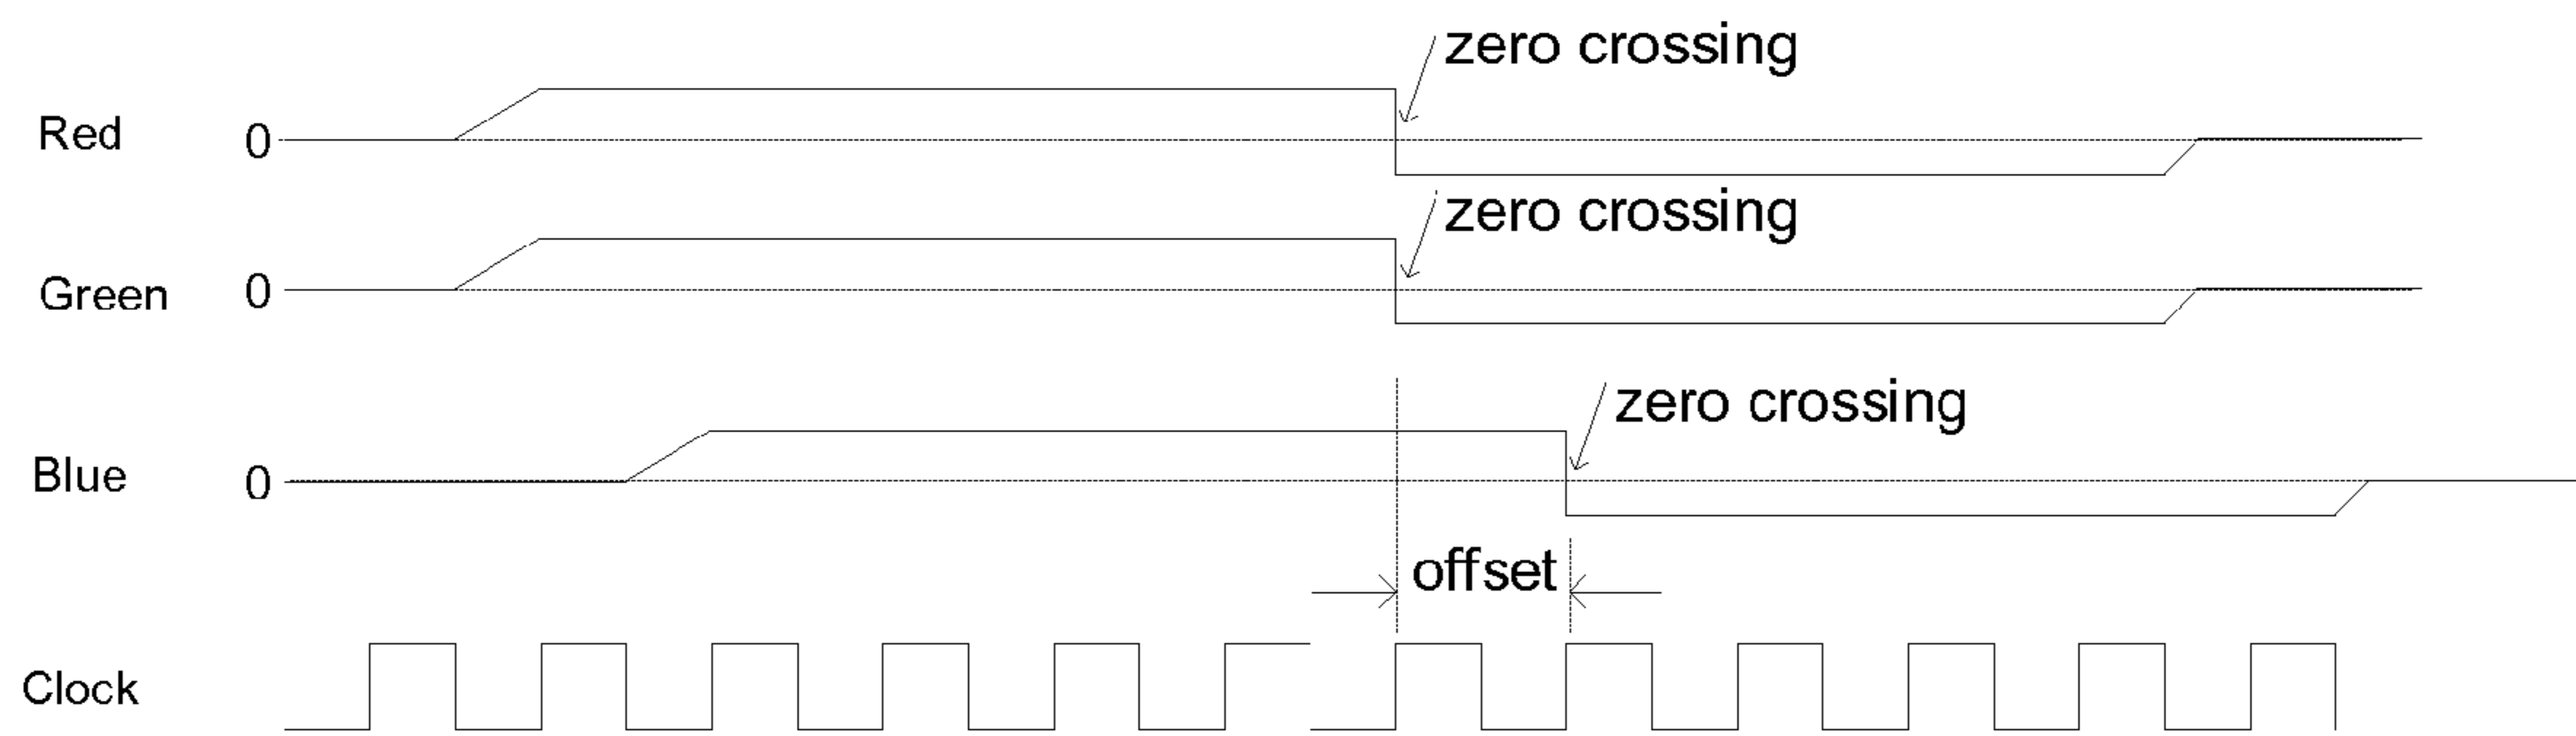 zero crossing
Red 0
zero crossing
Green 0
zero crossing
Blue 0
offset
Clock